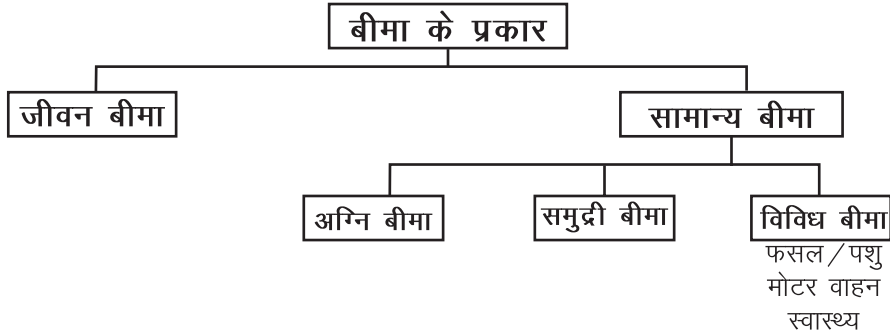 बीमा के प्रकार
जीवन बीमा
सामान्य बीमा
अग्नि बीमा
समुद्री बीमा
विविध बीमा
फसल/पशु
मोटर वाहन
स्वास्थ्य